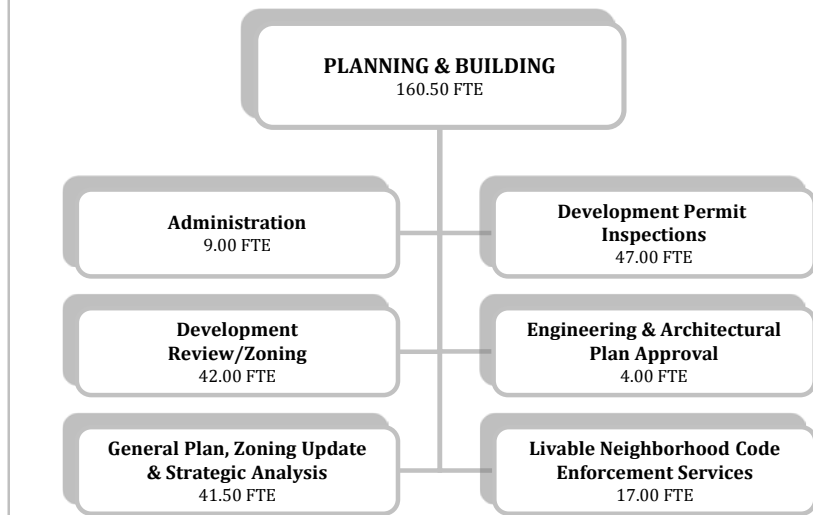 PLANNING & BUILDING
160.50 FTE
Administration
9.00 FTE
Development Permit
Inspections
47.00 FTE
Development
Review/Zoning
42.00 FTE
Engineering & Architectural
Plan Approval
4.00 FTE
General Plan, Zoning Update
& Strategic Analysis
41.50 FTE
Livable Neighborhood Code
Enforcement Services
17.00 FTE